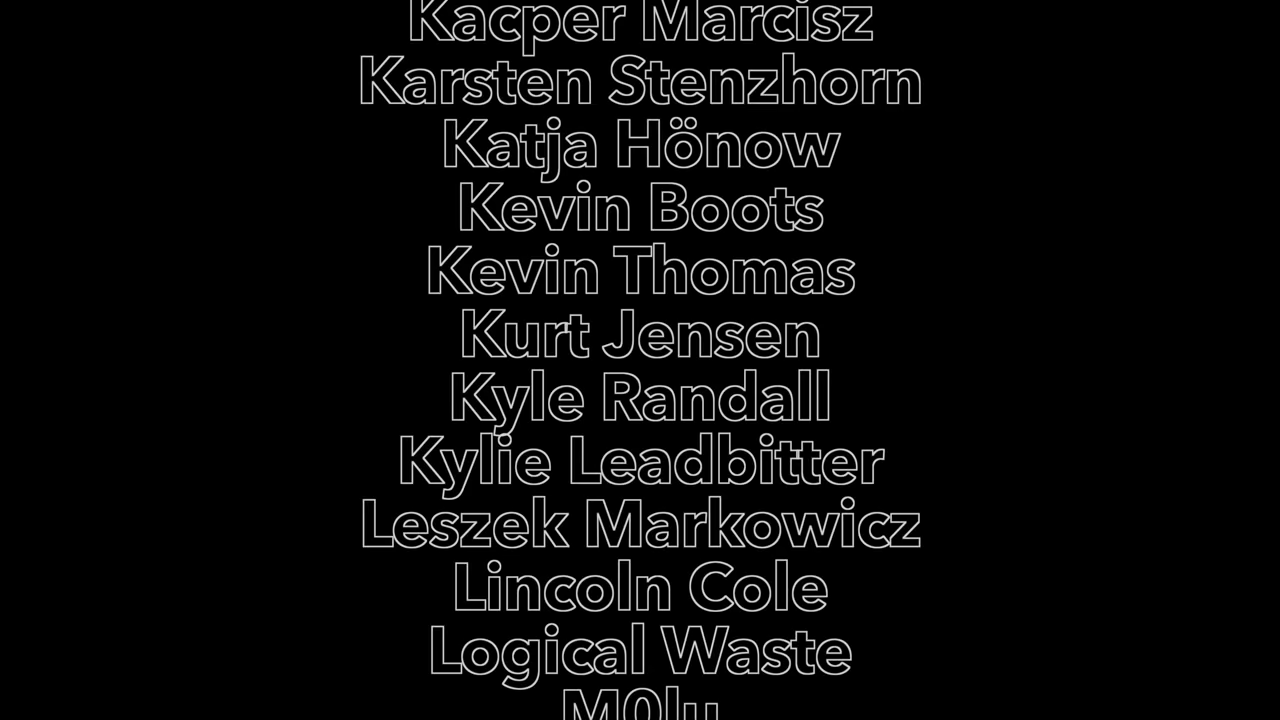 Kacper Marcisz
Karsten Stenzhorn
Katja Hönow
Kevin Boots
Kevin Thomas
Kurt Jensen
Kyle Randall
Kylie Leadbitter
Leszek Markowicz
Lincoln Cole
Logical Waste
M0lu